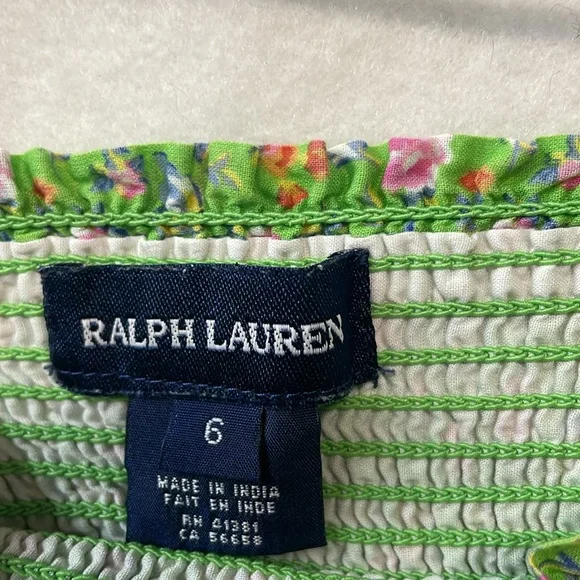 RALPH LAUREN
6
MADE IN INDIA
FAIT EN INDE
RN 41381
CA 56658